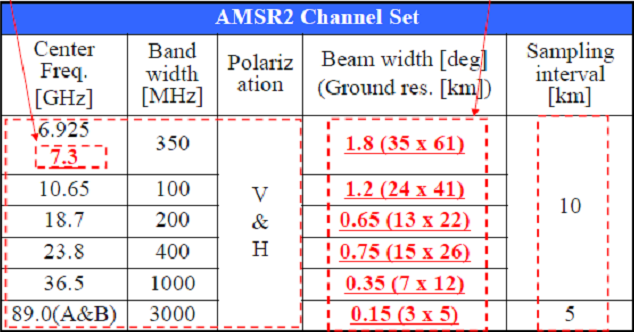 AMSR2 Channel Set
Center Freq. [GHz] Band width [MHz] Polariz ation Beam width [deg] (Ground res. [km]) Sampling interval [km]
6.925 350 1.8 (35 x 61) 10
7.3
10.65 100 V & H 1.2 (24 x 41)
18.7 200 0.65 (13 x 22)
23.8 400 0.75 (15 x 26)
36.5 1000 0.35 (7 x 12)
89.0(A&B) 3000 0.15 (3 x 5) 5